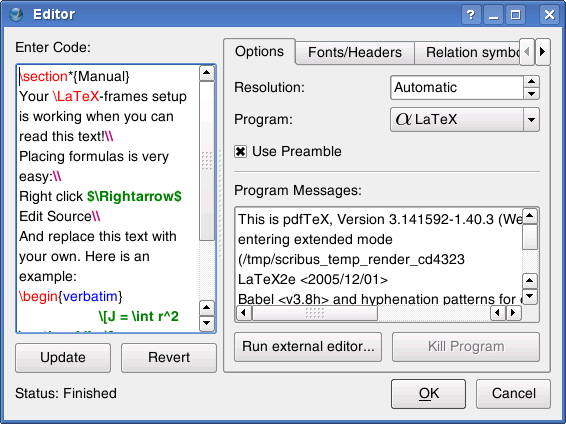 Editor
Enter Code:
\section*{Manual}
Your \LaTeX-frames setup
is working when you can
read this text!\\
Placing formulas is very
easy:\\
Right click $\Rightarrow$
Edit Source\\
And replace this text with
your own. Here is an
example:
\begin{verbatim}
\[J = \int r^2
Update
Revert
Status: Finished
Options
Fonts/Headers
Relation symbo
Resolution:
Automatic
Program:
α LaTeX
Use Preamble
Program Messages:
This is pdfTeX, Version 3.141592-1.40.3 (We
entering extended mode
(/tmp/scribus_temp_render_cd4323
LaTeX2e <2005/12/01>
Babel <v3.8h> and hyphenation patterns for
Run external editor...
Kill Program
OK
Cancel